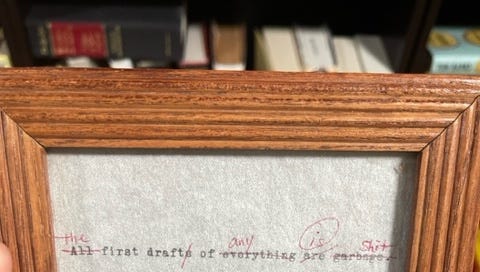 the any is shit
All first drafts of everything are garbage.